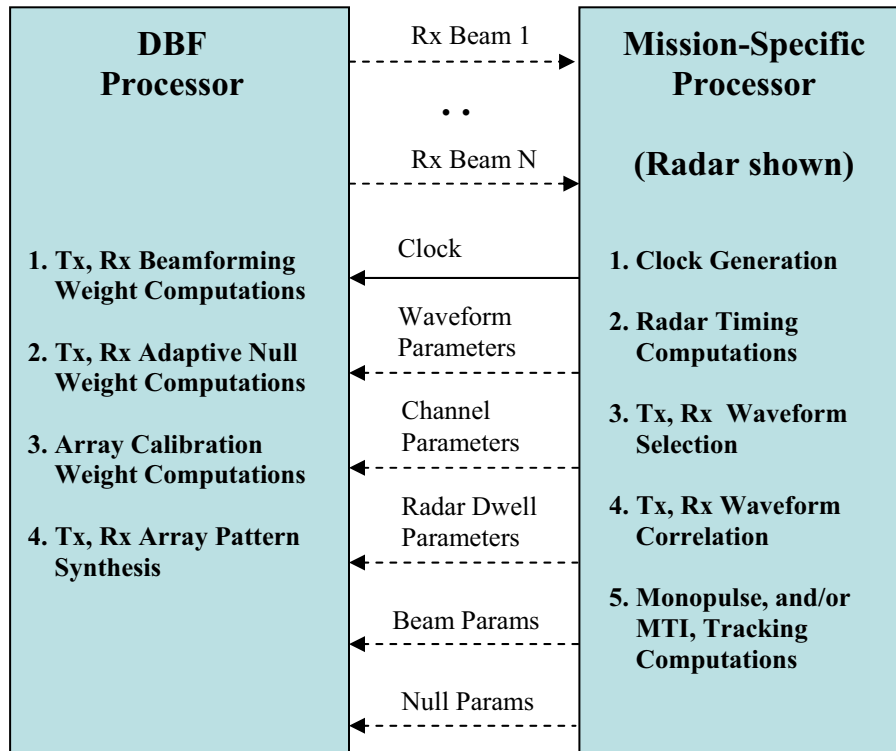 DBF
Processor
1. Tx, Rx Beamforming
Weight Computations
2. Tx, Rx Adaptive Null
Weight Computations
3. Array Calibration
Weight Computations
4. Tx, Rx Array Pattern
Synthesis
Rx Beam 1
. .
Rx Beam N
Clock
Waveform
Parameters
Channel
Parameters
Radar Dwell
Parameters
Beam Params
Null Params
Mission-Specific
Processor
(Radar shown)
1. Clock Generation
2. Radar Timing
Computations
3. Tx, Rx Waveform
Selection
4. Tx, Rx Waveform
Correlation
5. Monopulse, and/or
MTI, Tracking
Computations